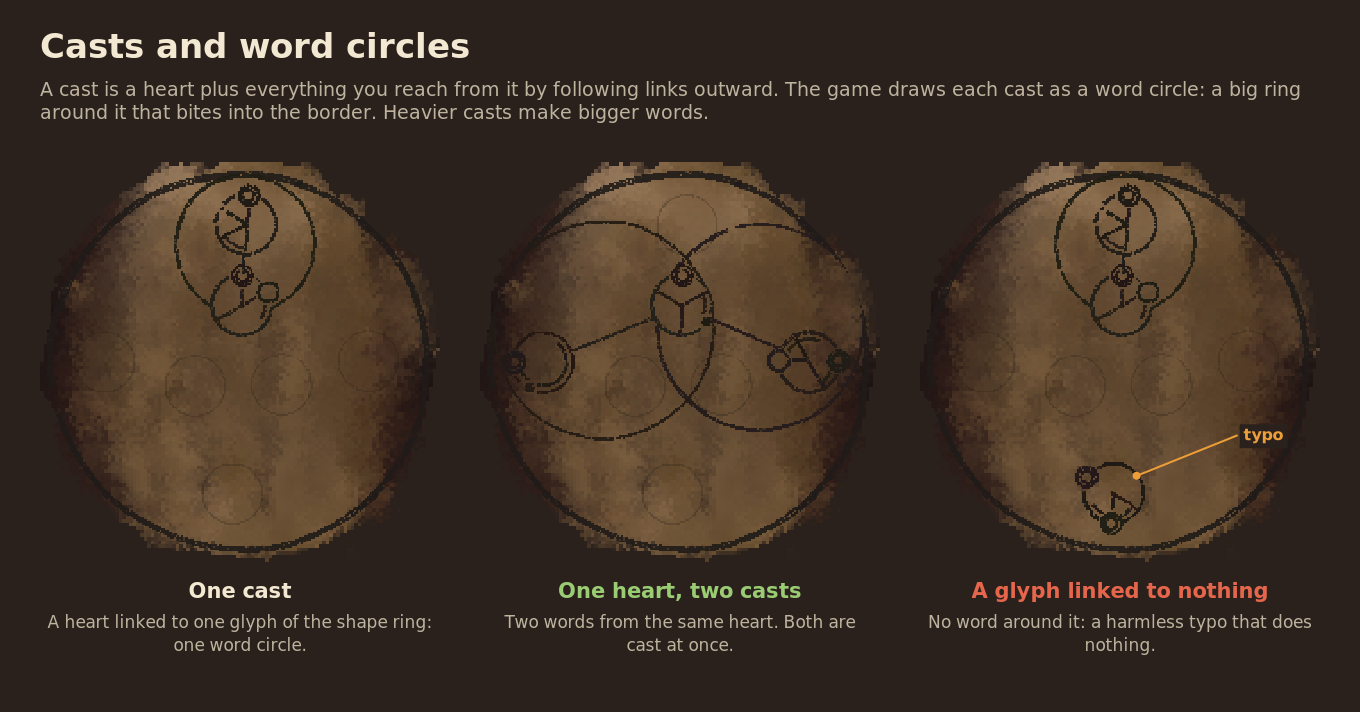 Casts and word circles
A cast is a heart plus everything you reach from it by following links outward. The game draws each cast as a word circle: a big ring
around it that bites into the border. Heavier casts make bigger words.
typo
One cast
A heart linked to one glyph of the shape ring:
one word circle.
One heart, two casts
Two words from the same heart. Both are
cast at once.
A glyph linked to nothing
No word around it: a harmless typo that does
nothing.